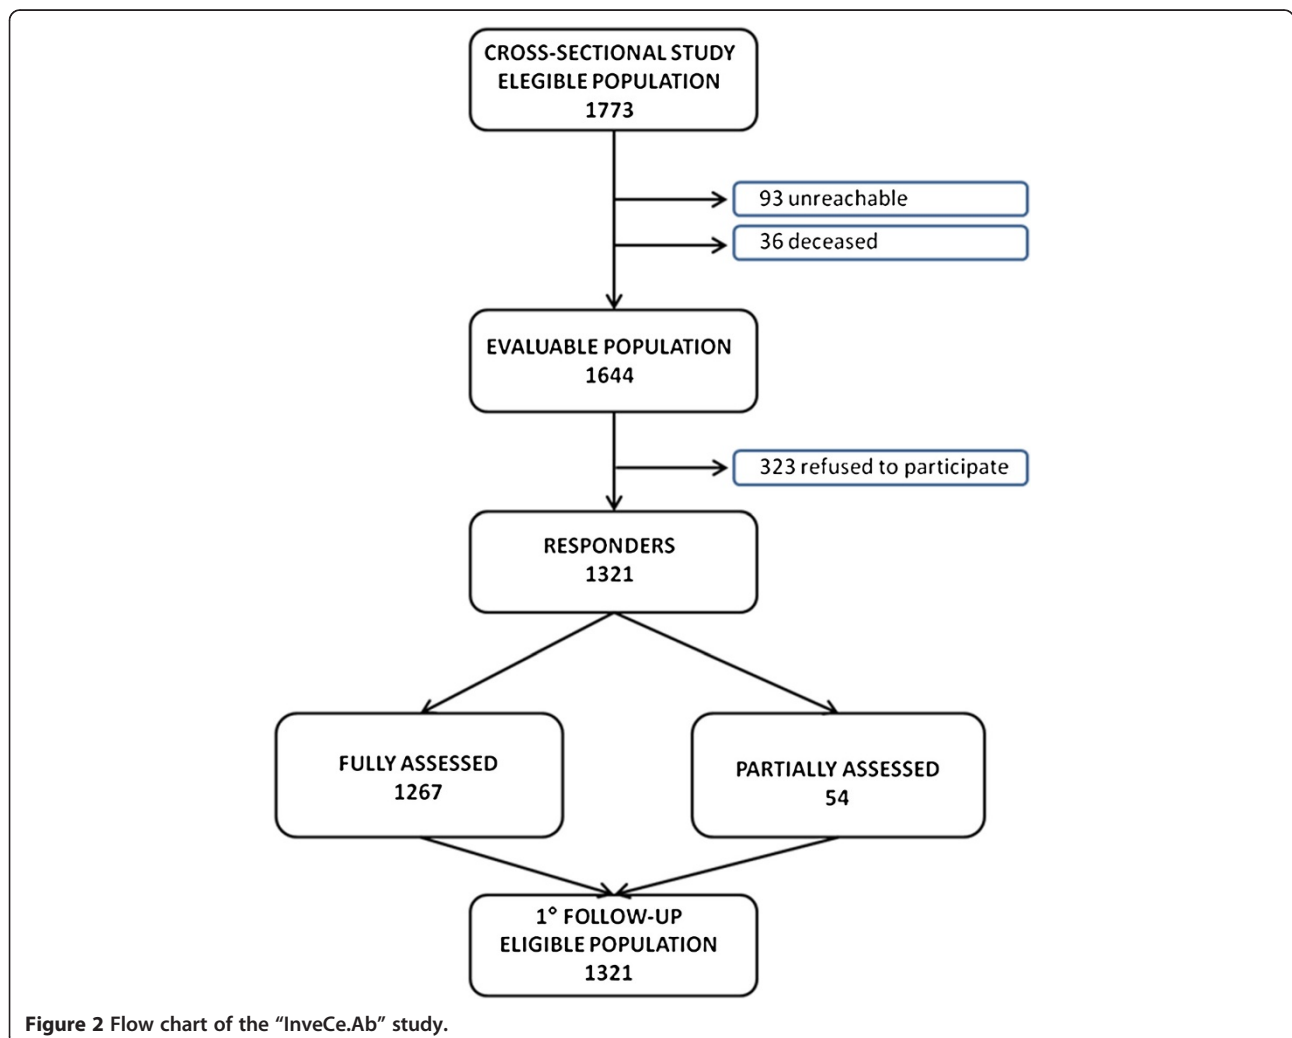 CROSS-SECTIONAL STUDY
ELEGIBLE POPULATION
1773
93 unreachable
36 deceased
EVALUABLE POPULATION
1644
323 refused to participate
RESPONDERS
1321
FULLY ASSESSED
1267
PARTIALLY ASSESSED
54
1° FOLLOW-UP
ELIGIBLE POPULATION
1321
Figure 2 Flow chart of the “InveCe.Ab” study.